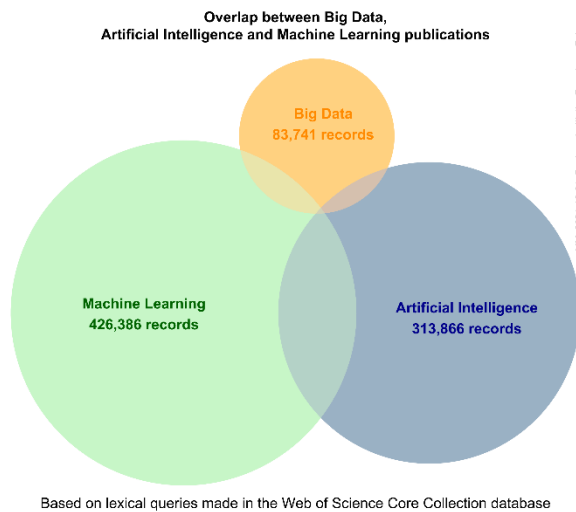 Overlap between Big Data,
Artificial Intelligence and Machine Learning publications
Big Data
83,741 records
Machine Learning
426,386 records
Artificial Intelligence
313,866 records
Based on lexical queries made in the Web of Science Core Collection database